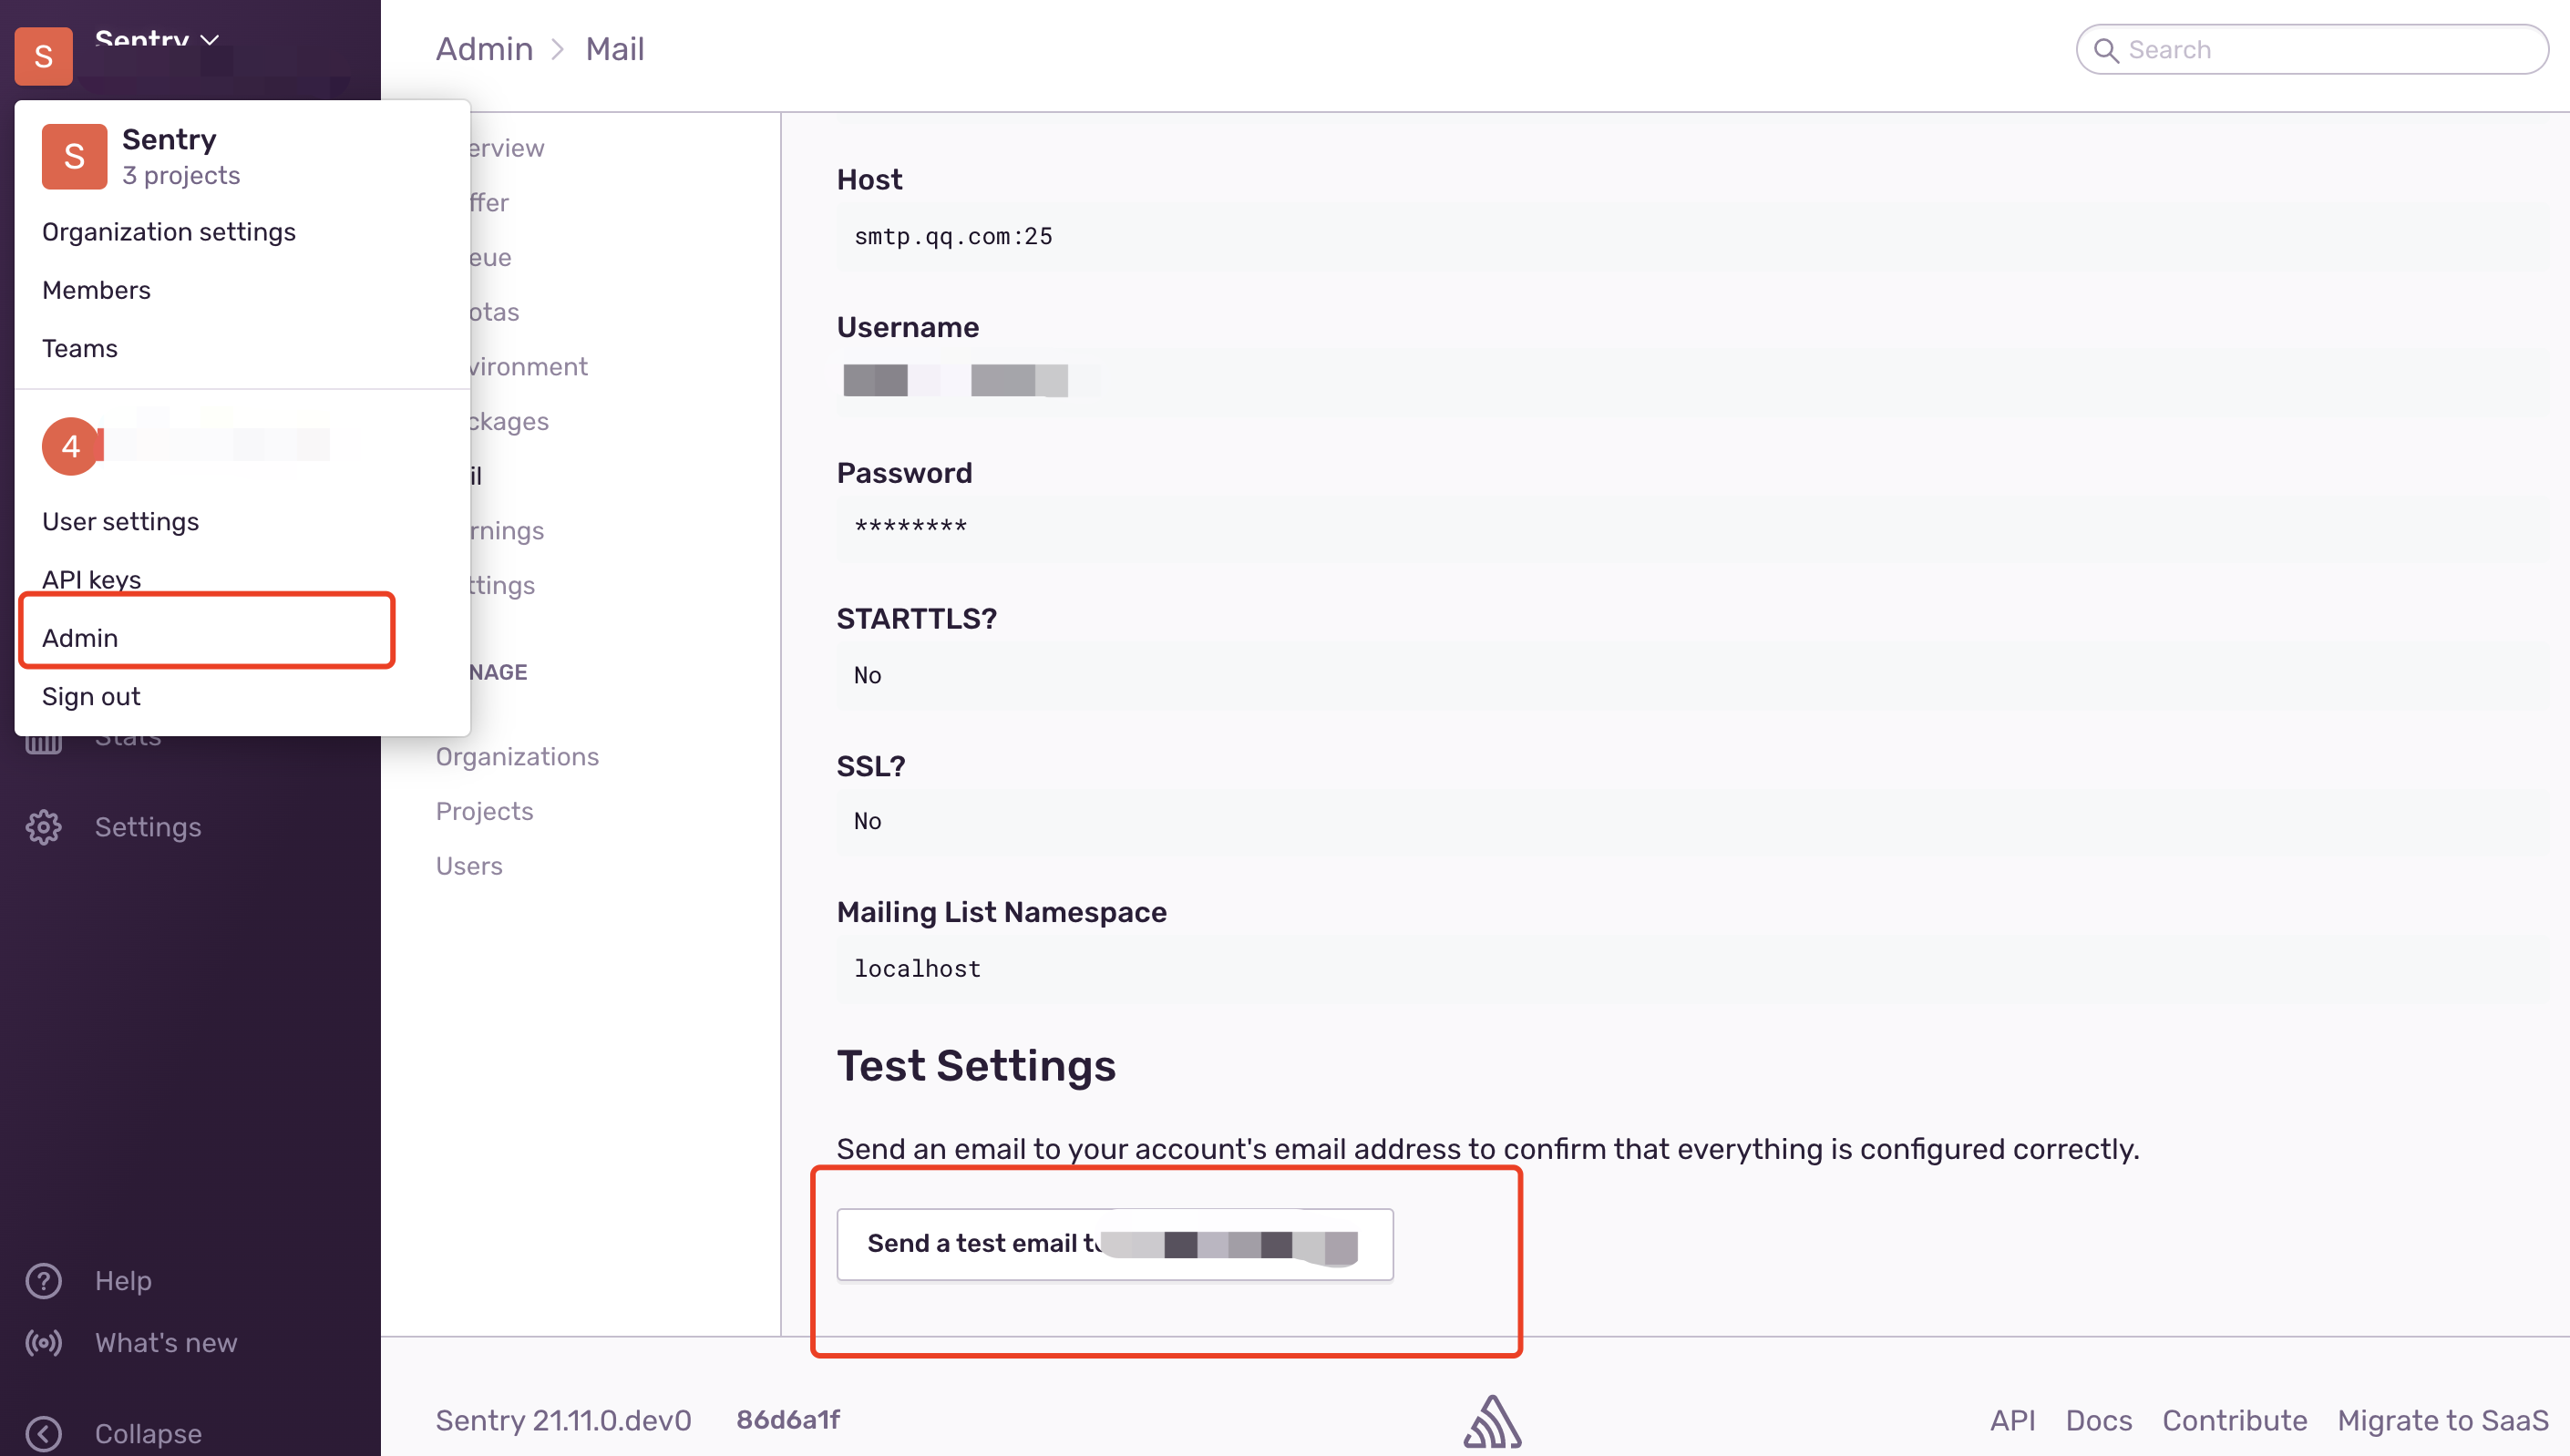 S
Sentry
Admin > Mail
Search
S
Sentry
3 projects
Organization settings
Members
Teams
4
User settings
API keys
Admin
Sign out
Stats
Settings
Help
What's new
Collapse
erview
ffer
eue
otas
vironment
ckages
il
rnings
ttings
NAGE
Organizations
Projects
Users
Host
smtp.qq.com:25
Username
Password
********
STARTTLS?
No
SSL?
No
Mailing List Namespace
localhost
Test Settings
Send an email to your account's email address to confirm that everything is configured correctly.
Send a test email to
Sentry 21.11.0.dev0 86d6a1f
API Docs Contribute Migrate to SaaS